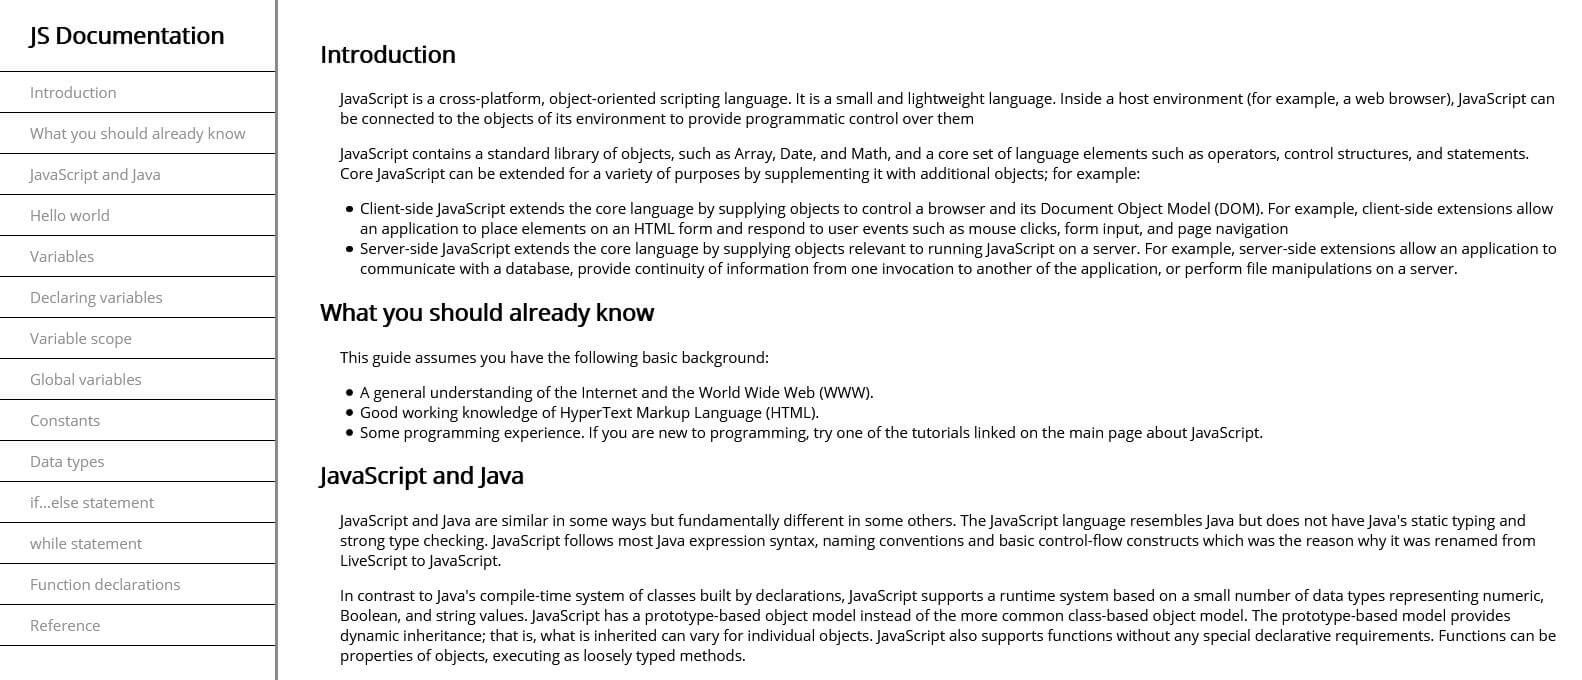 JS Documentation
Introduction
What you should already know
JavaScript and Java
Hello world
Variables
Declaring variables
Variable scope
Global variables
Constants
Data types
if...else statement
while statement
Function declarations
Reference
Introduction
JavaScript is a cross-platform, object-oriented scripting language. It is a small and lightweight language. Inside a host environment (for example, a web browser), JavaScript can
be connected to the objects of its environment to provide programmatic control over them
JavaScript contains a standard library of objects, such as Array, Date, and Math, and a core set of language elements such as operators, control structures, and statements.
Core JavaScript can be extended for a variety of purposes by supplementing it with additional objects; for example:
● Client-side JavaScript extends the core language by supplying objects to control a browser and its Document Object Model (DOM). For example, client-side extensions allow
an application to place elements on an HTML form and respond to user events such as mouse clicks, form input, and page navigation
● Server-side JavaScript extends the core language by supplying objects relevant to running JavaScript on a server. For example, server-side extensions allow an application to
communicate with a database, provide continuity of information from one invocation to another of the application, or perform file manipulations on a server.
What you should already know
This guide assumes you have the following basic background:
● A general understanding of the Internet and the World Wide Web (WWW).
● Good working knowledge of HyperText Markup Language (HTML).
● Some programming experience. If you are new to programming, try one of the tutorials linked on the main page about JavaScript.
JavaScript and Java
JavaScript and Java are similar in some ways but fundamentally different in some others. The JavaScript language resembles Java but does not have Java's static typing and
strong type checking. JavaScript follows most Java expression syntax, naming conventions and basic control-flow constructs which was the reason why it was renamed from
LiveScript to JavaScript.
In contrast to Java's compile-time system of classes built by declarations, JavaScript supports a runtime system based on a small number of data types representing numeric,
Boolean, and string values. JavaScript has a prototype-based object model instead of the more common class-based object model. The prototype-based model provides
dynamic inheritance; that is, what is inherited can vary for individual objects. JavaScript also supports functions without any special declarative requirements. Functions can be
properties of objects, executing as loosely typed methods.